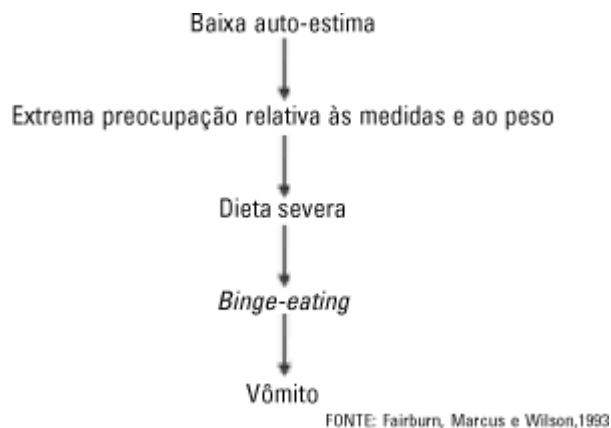 Baixa auto-estima
Extrema preocupação relativa às medidas e ao peso
Dieta severa
Binge-eating
Vômito
FONTE: Fairburn, Marcus e Wilson,1993